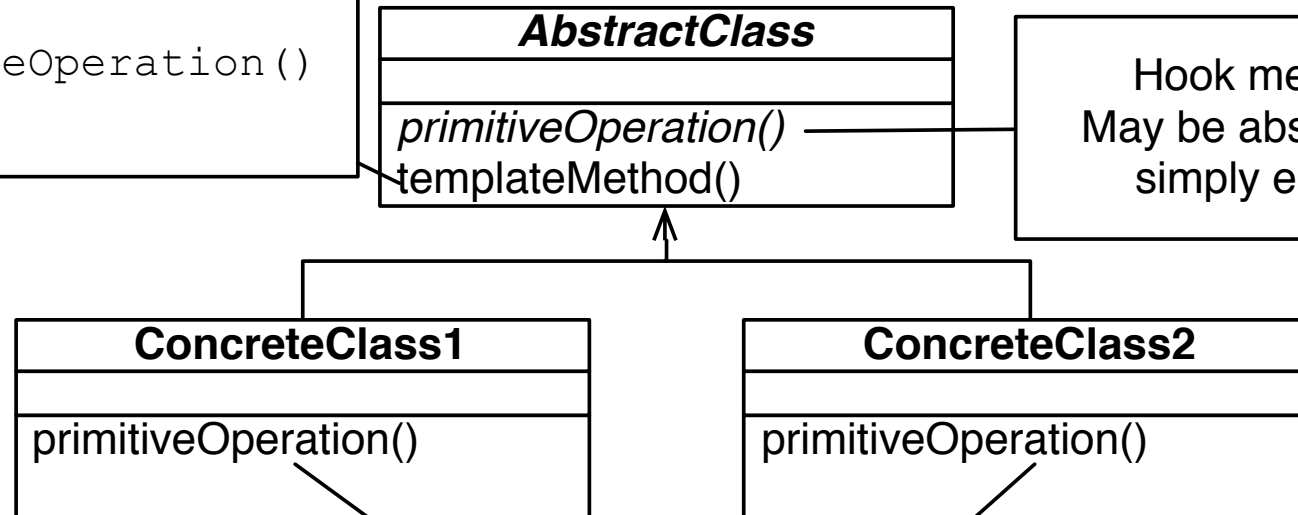 eOperation()
AbstractClass
primitiveOperation()
templateMethod()
Hook me
May be abs
simply e
ConcreteClass1
primitiveOperation()
ConcreteClass2
primitiveOperation()